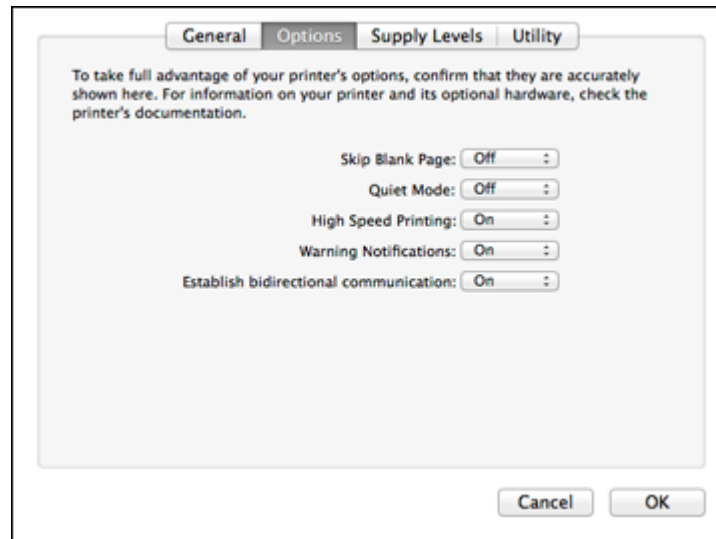 General Options Supply Levels Utility
To take full advantage of your printer's options, confirm that they are accurately
shown here. For information on your printer and its optional hardware, check the
printer's documentation.
Skip Blank Page: Off
Quiet Mode: Off
High Speed Printing: On
Warning Notifications: On
Establish bidirectional communication: On
Cancel OK